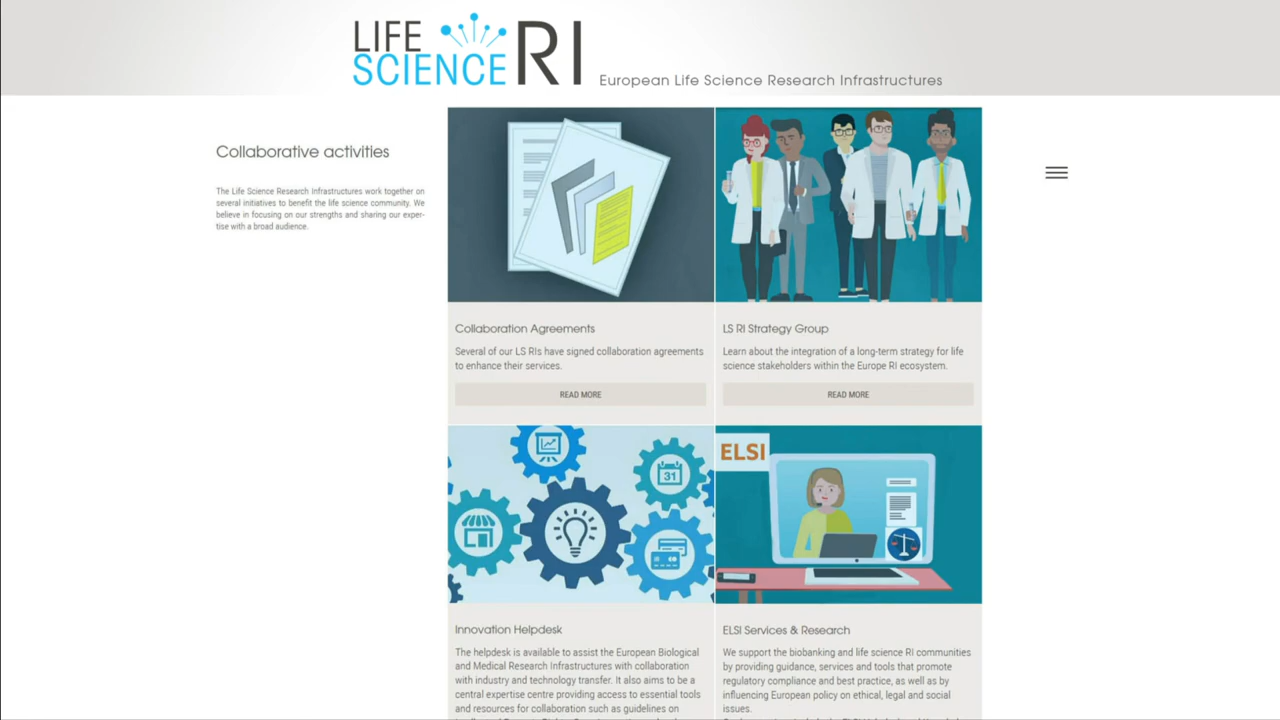 LIFE
SCIENCE RI
European Life Science Research Infrastructures
Collaborative activities
The Life Science Research Infrastructures work together on
several initiatives to benefit the life science community. We
believe in focusing on our strengths and sharing our exper-
tise with a broad audience.
Collaboration Agreements
Several of our LS RIs have signed collaboration agreements
to enhance their services.
READ MORE
LS RI Strategy Group
Learn about the integration of a long-term strategy for life
science stakeholders within the Europe RI ecosystem.
READ MORE
31
ELSI
Innovation Helpdesk
The helpdesk is available to assist the European Biological
and Medical Research Infrastructures with collaboration
with industry and technology transfer. It also aims to be a
central expertise centre providing access to essential tools
and resources for collaboration such as guidelines on
ELSI Services & Research
We support the biobanking and life science RI communities
by providing guidance, services and tools that promote
regulatory compliance and best practice, as well as by
influencing European policy on ethical, legal and social
issues.